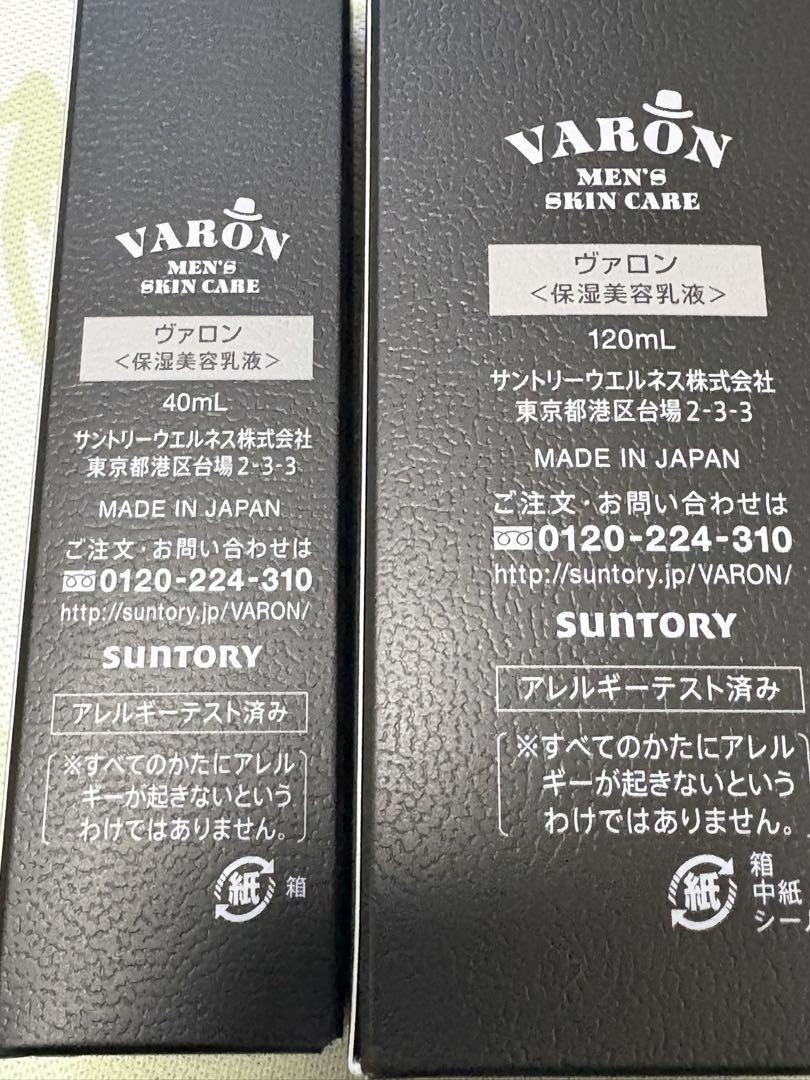 VARON
MEN'S
SKIN CARE
ヴァロン
<保湿美容乳液>
40mL
サントリーウエルネス株式会社
東京都港区台場2-3-3
MADE IN JAPAN
ご注文・お問い合わせは
0120-224-310
http://suntory.jp/VARON/
SUNTORY
アレルギーテスト済み
※すべてのかたにアレル
ギーが起きないという
わけではありません。
紙 箱
VARON
MEN'S
SKIN CARE
ヴァロン
<保湿美容乳液>
120mL
サントリーウエルネス株式会社
東京都港区台場2-3-3
MADE IN JAPAN
ご注文・お問い合わせは
0120-224-310
http://suntory.jp/VARON/
SUNTORY
アレルギーテスト済み
※すべてのかたにアレル
ギーが起きないという
わけではありません。
紙
箱
中紙
シール